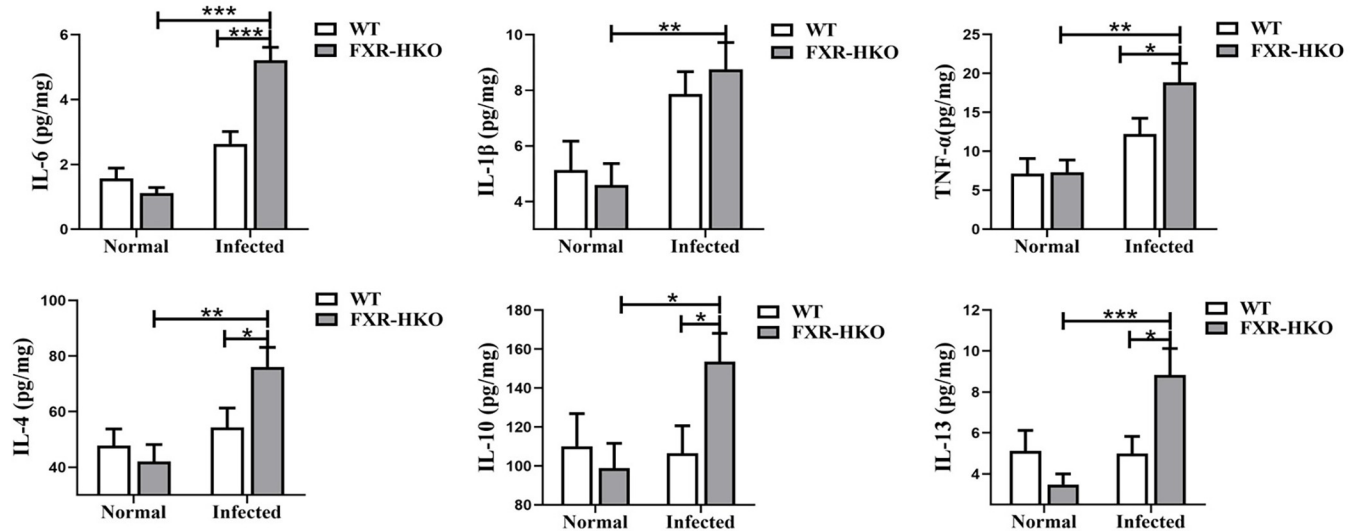 ***
***
WT
FXR-HKO
IL-6 (pg/mg)
6
4
2
0
Normal
Infected
**
WT
FXR-HKO
IL-1β (pg/mg)
10
8
6
4
Normal
Infected
**
*
WT
FXR-HKO
TNF-α(pg/mg)
25
20
15
10
5
0
Normal
Infected
**
*
WT
FXR-HKO
IL-4 (pg/mg)
100
80
60
40
Normal
Infected
*
*
WT
FXR-HKO
IL-10 (pg/mg)
180
160
140
120
100
80
Normal
Infected
***
*
WT
FXR-HKO
IL-13 (pg/mg)
12
10
8
6
4
Normal
Infected